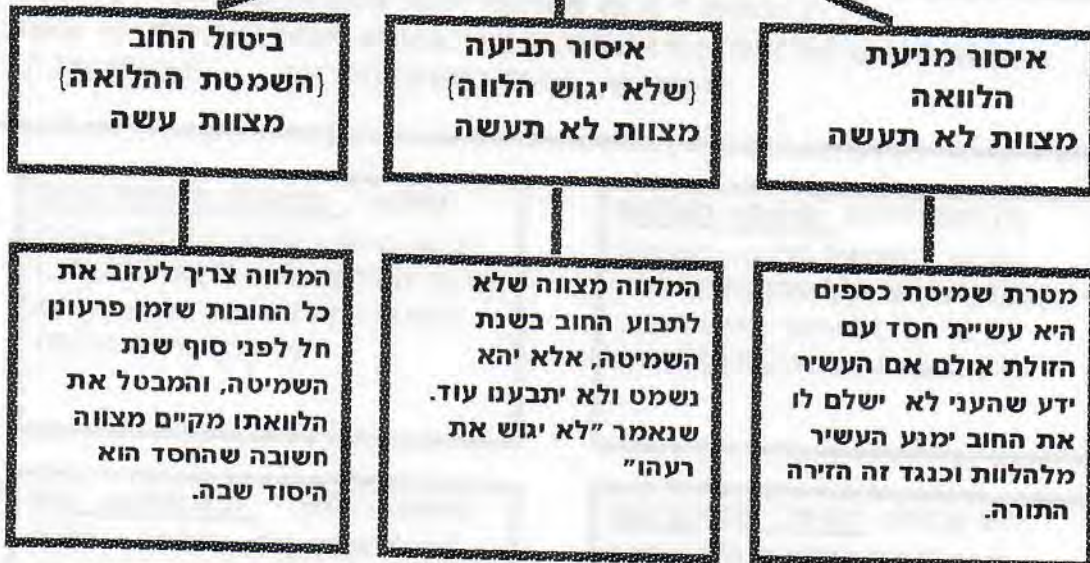 איסור מניעת
הלוואה
מצוות לא תעשה
איסור תביעה
{שלא יגוש הלווה}
מצוות לא תעשה
ביטול החוב
{השמטת ההלואה}
מצוות עשה
מטרת שמיטת כספים
היא עשיית חסד עם
הזולת אולם אם העשיר
ידע שהעני לא ישלם לו
את החוב ימנע העשיר
מלהלוות וכנגד זה הזירה
התורה.
המלווה מצווה שלא
לתבוע החוב בשנת
השמיטה, אלא יהא
נשמט ולא יתבענו עוד.
שנאמר "לא יגוש את
רעהו"
המלווה צריך לעזוב את
כל החובות שזמן פרעונן
חל לפני סוף שנת
השמיטה, והמבטל את
הלוואתו מקיים מצווה
חשובה שהחסד הוא
היסוד שבה.